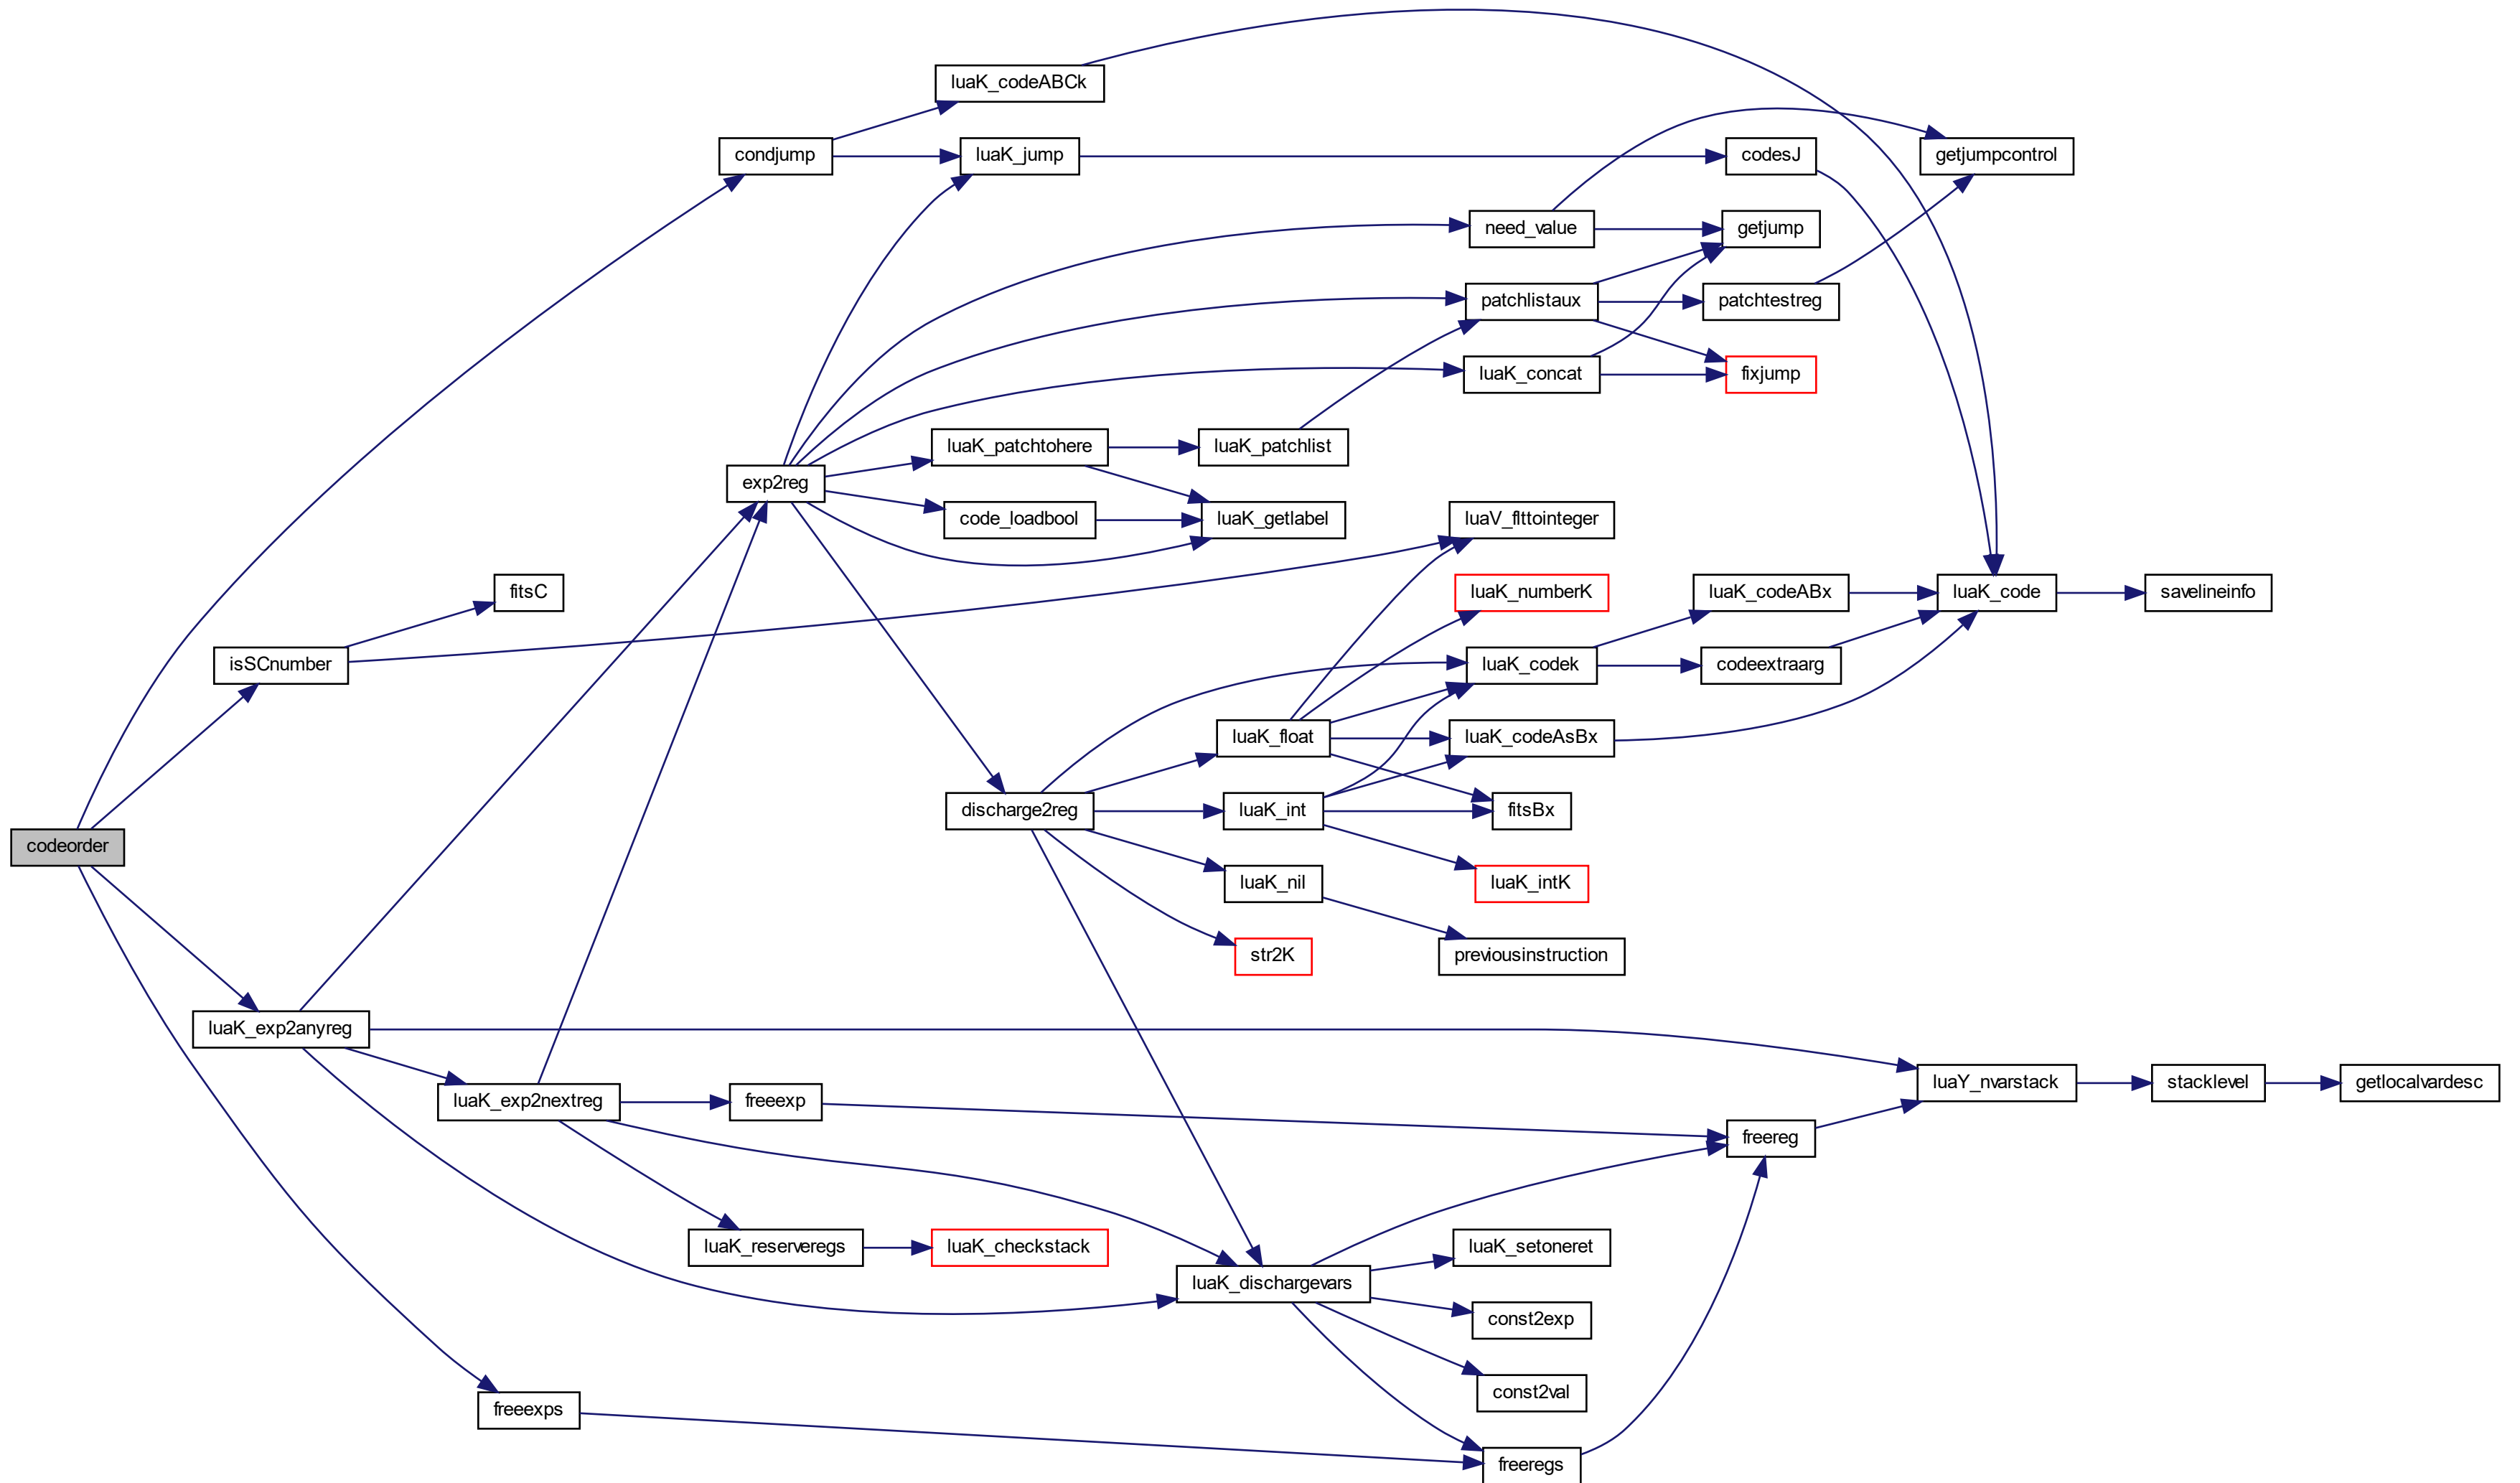 luaK_codeABCk
condjump
luaK_jump
codesJ
getjumpcontrol
need_value
getjump
patchlistaux
patchtestreg
luaK_concat
fixjump
luaK_patchtohere
luaK_patchlist
exp2reg
code_loadbool
luaK_getlabel
luaV_flttointeger
fitsC
luaK_numberK
luaK_codeABx
luaK_code
savelineinfo
isSCnumber
luaK_codek
codeextraarg
luaK_float
luaK_codeAsBx
discharge2reg
luaK_int
fitsBx
codeorder
luaK_nil
luaK_intK
str2K
previousinstruction
luaK_exp2anyreg
luaK_exp2nextreg
freeexp
luaY_nvarstack
stacklevel
getlocalvardesc
freereg
luaK_reserveregs
luaK_checkstack
luaK_setoneret
luaK_dischargevars
const2exp
const2val
freeexps
freeregs